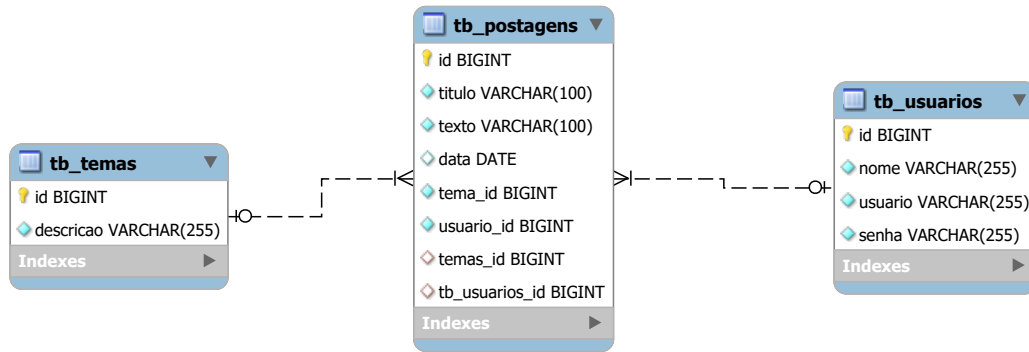 tb_temas
id BIGINT
descricao VARCHAR(255)
Indexes
tb_postagens
id BIGINT
titulo VARCHAR(100)
texto VARCHAR(100)
data DATE
tema_id BIGINT
usuario_id BIGINT
temas_id BIGINT
tb_usuarios_id BIGINT
Indexes
tb_usuarios
id BIGINT
nome VARCHAR(255)
usuario VARCHAR(255)
senha VARCHAR(255)
Indexes